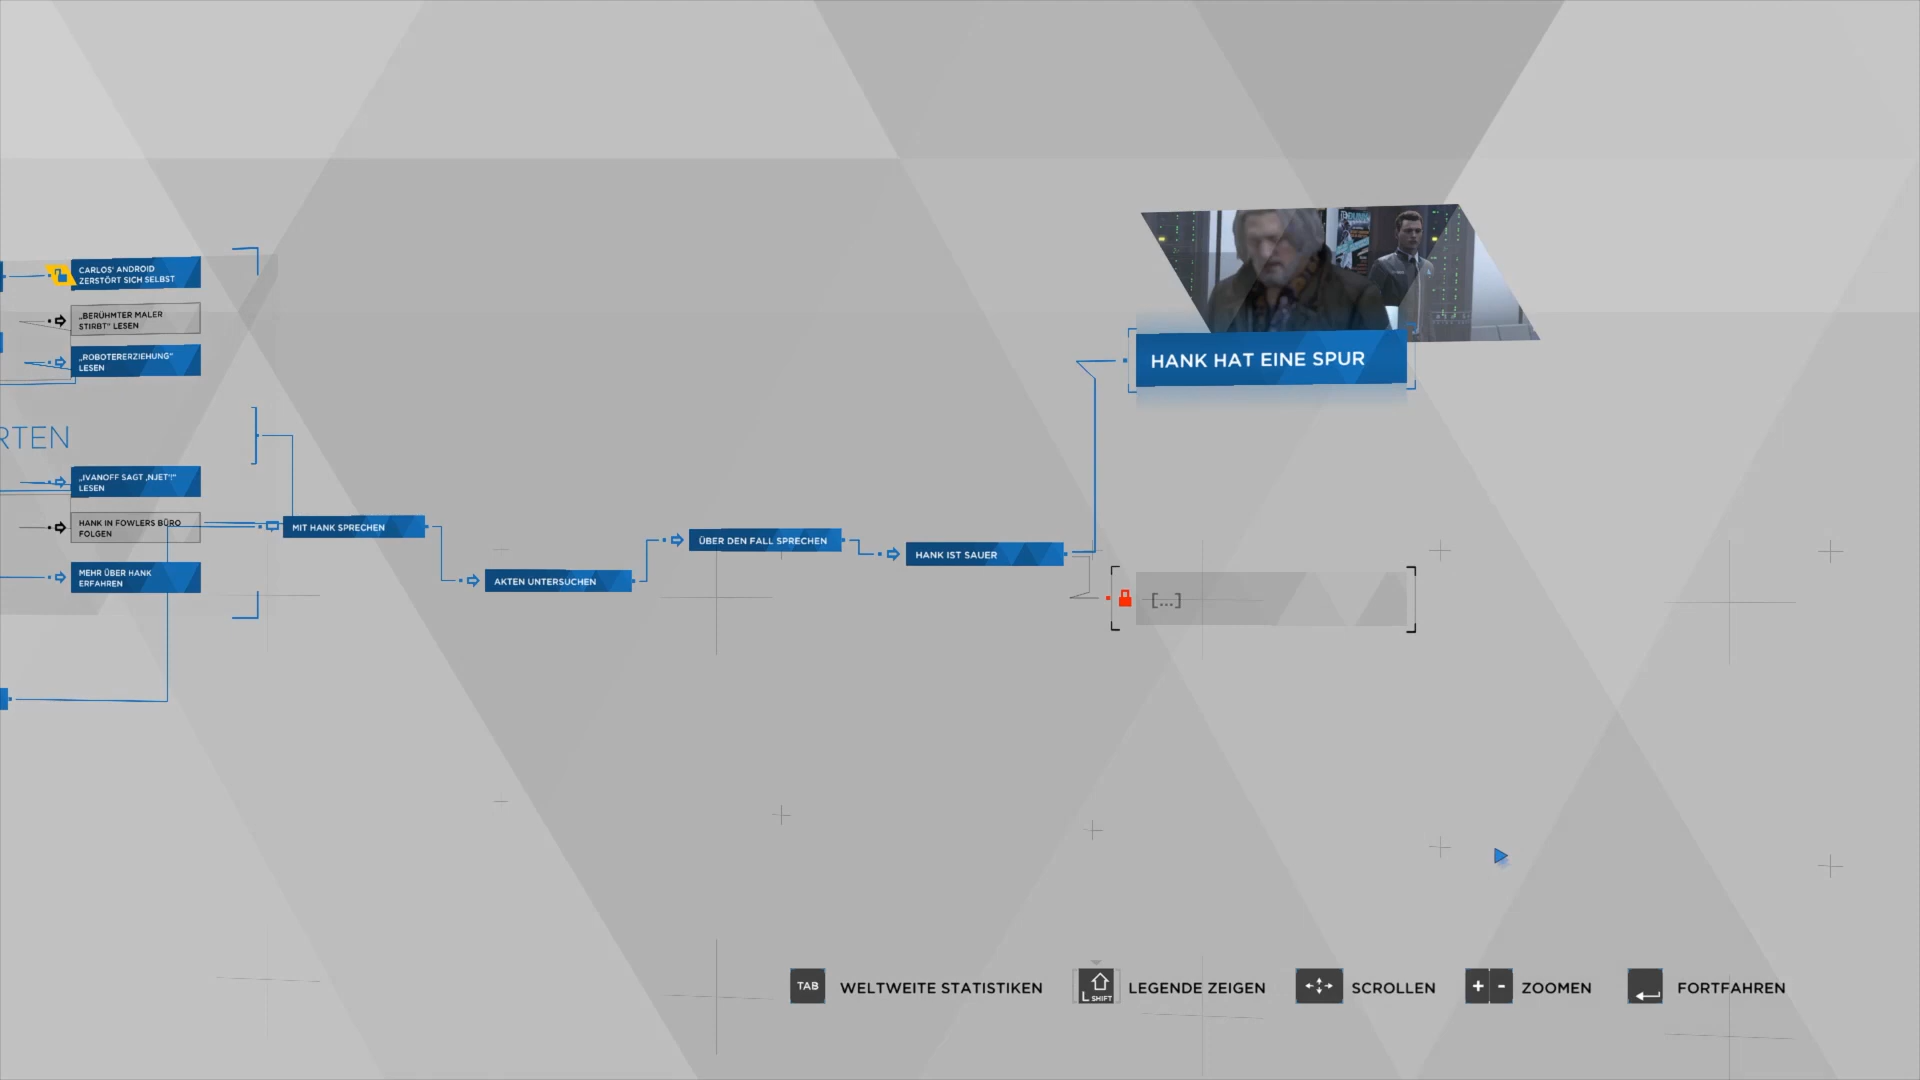 CARLOS' ANDROID
ZERSTÖRT SICH SELBST
„BERÜHMTER MALER
STIRBT" LESEN
„ROBOTERERZIEHUNG"
LESEN
RTEN
„IVANOFF SAGT ‚NJET'!"
LESEN
HANK IN FOWLERS BÜRO
FOLGEN
MEHR ÜBER HANK
ERFAHREN
MIT HANK SPRECHEN
AKTEN UNTERSUCHEN
ÜBER DEN FALL SPRECHEN
HANK IST SAUER
HANK HAT EINE SPUR
[...]
TAB WELTWEITE STATISTIKEN
L SHIFT LEGENDE ZEIGEN
SCROLLEN
+ - ZOOMEN
FORTFAHREN